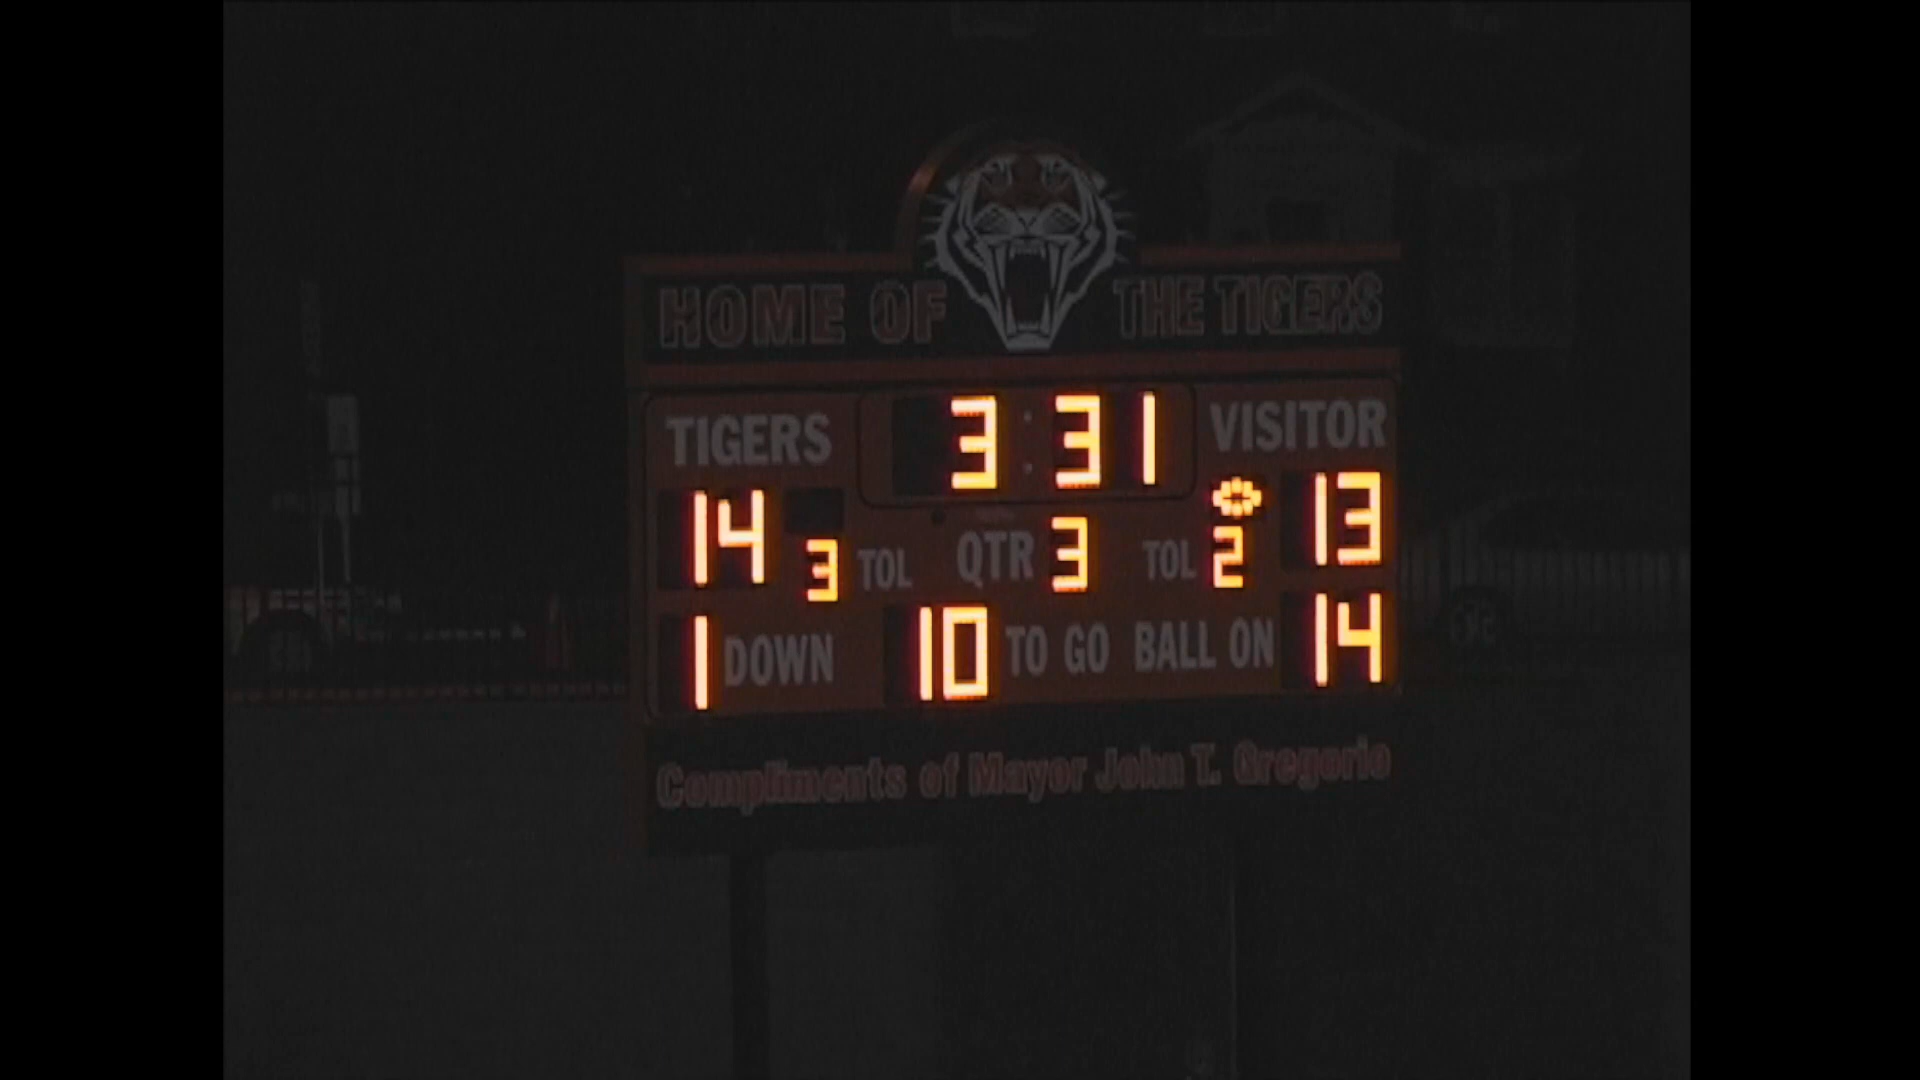 HOME OF THE TIGERS
TIGERS 3:31 VISITOR
14 3 TOL QTR 3 TOL 2 13
1 DOWN 10 TO GO BALL ON 14
Compliments of Mayor John T. Gregorio